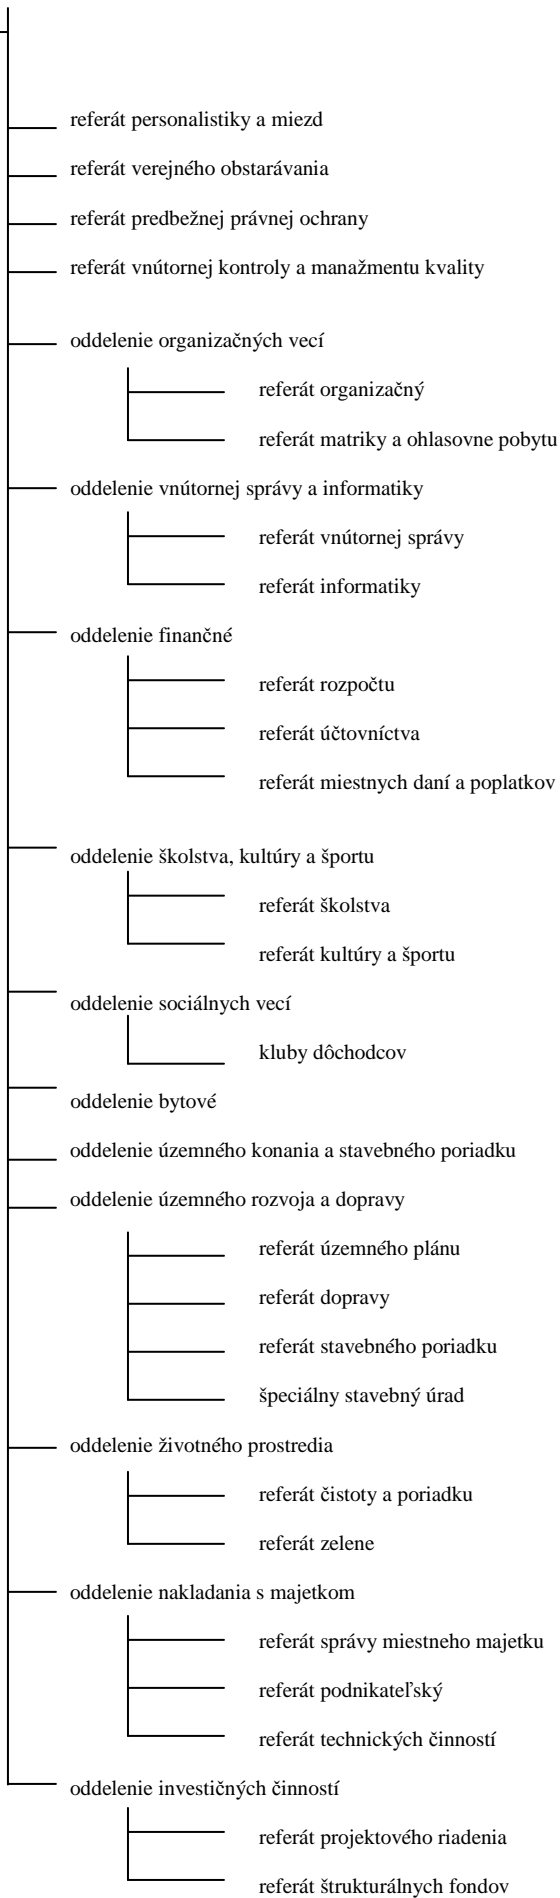 referát personalistiky a miezd
referát verejného obstarávania
referát predbežnej právnej ochrany
referát vnútornej kontroly a manažmentu kvality
oddelenie organizačných vecí
referát organizačný
referát matriky a ohlasovne pobytu
oddelenie vnútornej správy a informatiky
referát vnútornej správy
referát informatiky
oddelenie finančné
referát rozpočtu
referát účtovníctva
referát miestnych daní a poplatkov
oddelenie školstva, kultúry a športu
referát školstva
referát kultúry a športu
oddelenie sociálnych vecí
kluby dôchodcov
oddelenie bytové
oddelenie územného konania a stavebného poriadku
oddelenie územného rozvoja a dopravy
referát územného plánu
referát dopravy
referát stavebného poriadku
špeciálny stavebný úrad
oddelenie životného prostredia
referát čistoty a poriadku
referát zelene
oddelenie nakladania s majetkom
referát správy miestneho majetku
referát podnikateľský
referát technických činností
oddelenie investičných činností
referát projektového riadenia
referát štrukturálnych fondov